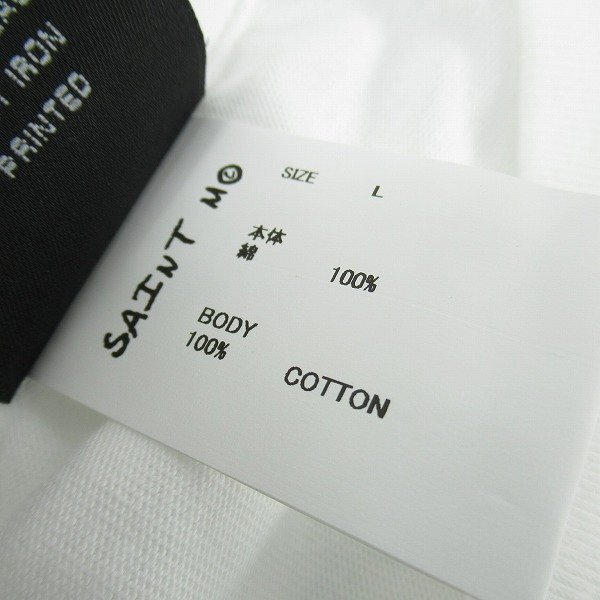 IRON
PRINTED
SAINT M©
SIZE L
本体
綿 100%
BODY
100% COTTON